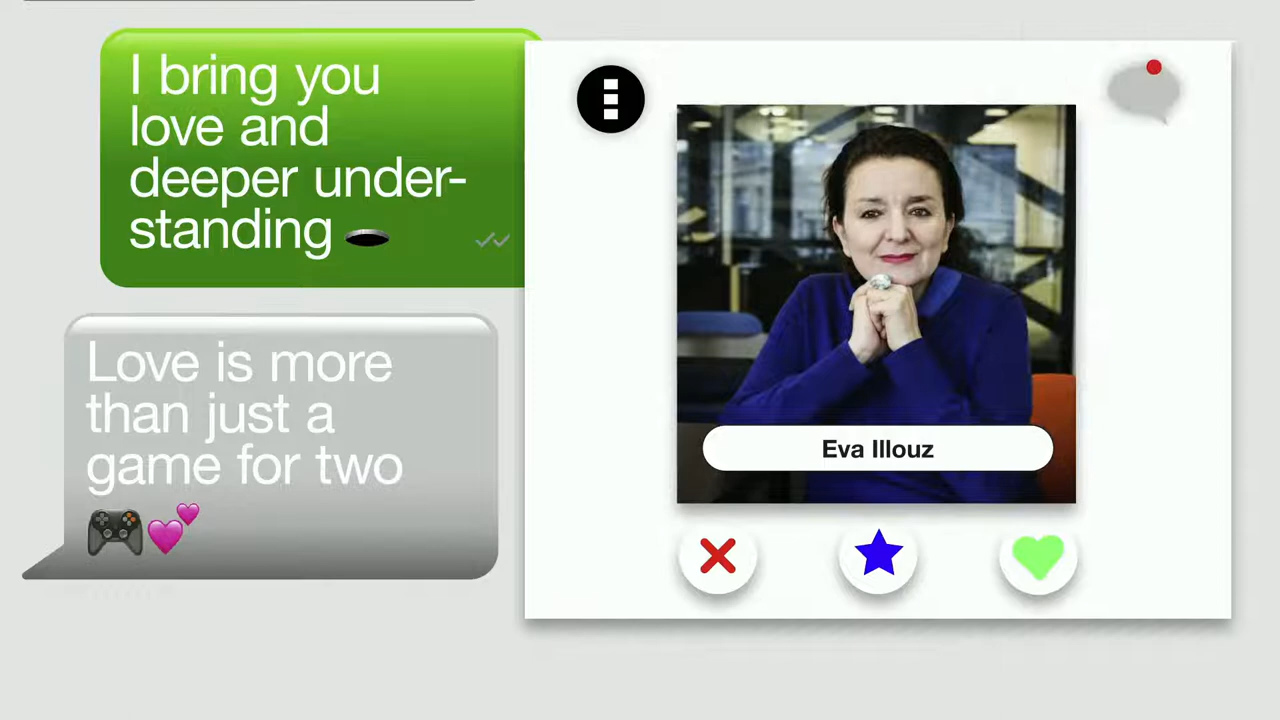 I bring you
love and
deeper under-
standing
Love is more
than just a
game for two
Eva Illouz